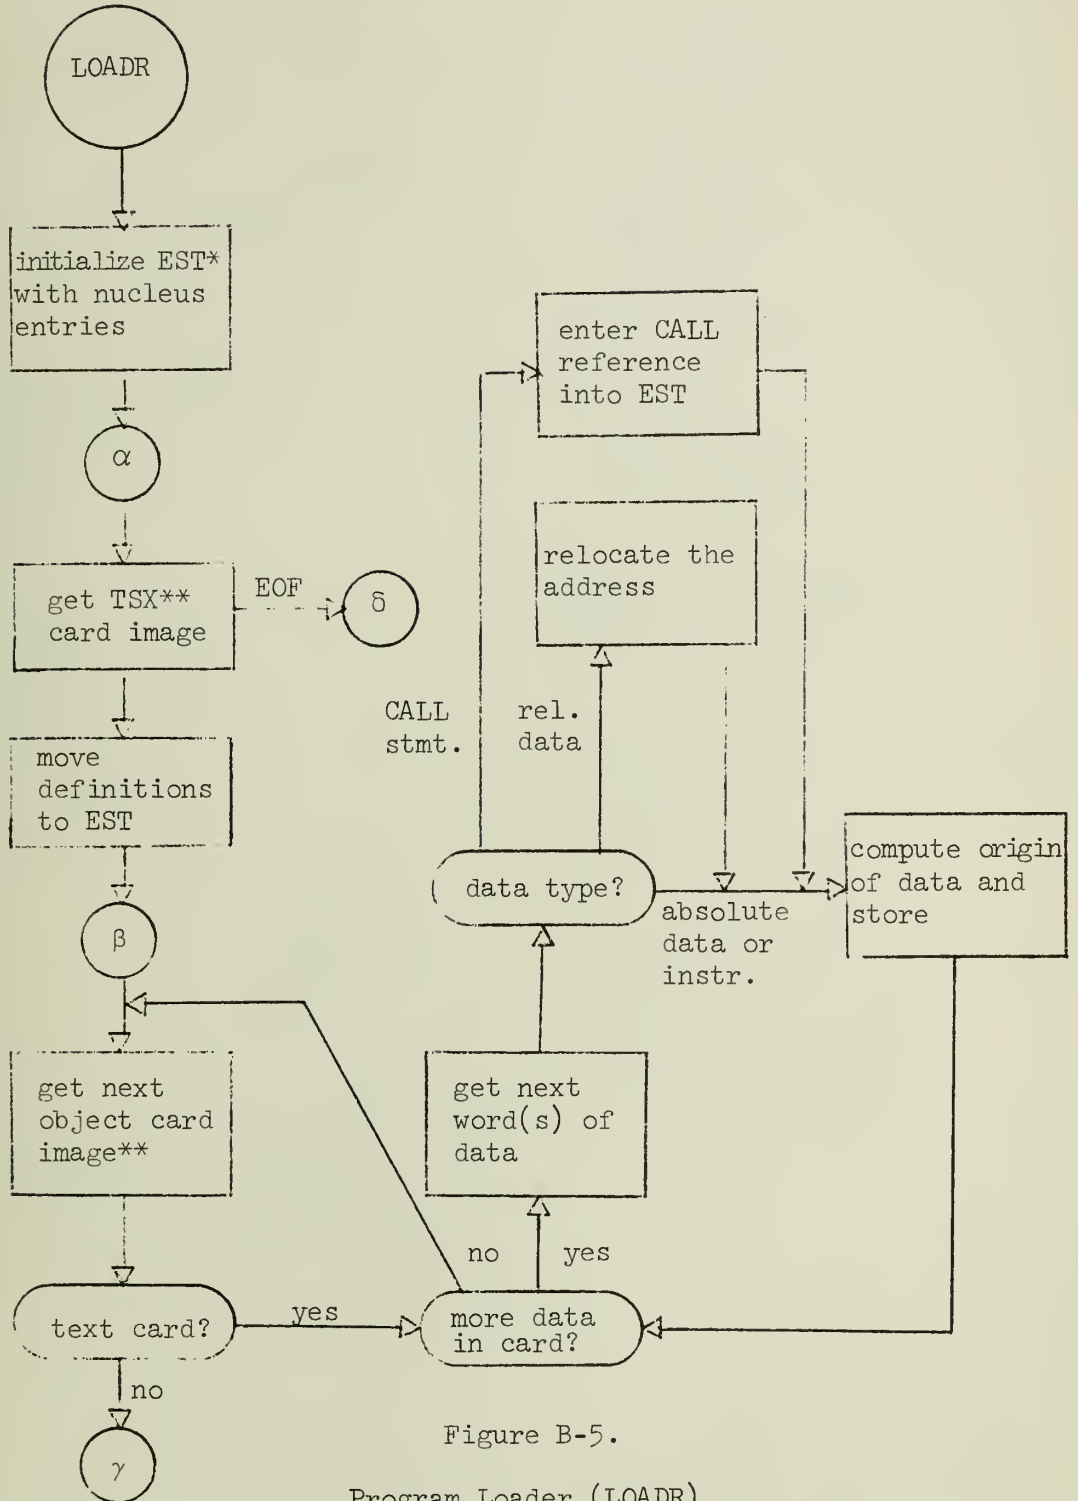 LOADR
initialize EST*
with nucleus
entries
α
get TSX**
card image
EOF
δ
move
definitions
to EST
β
get next
object card
image**
text card?
yes
no
γ
more data
in card?
no
yes
get next
word(s) of
data
data type?
CALL
stmt.
rel.
data
absolute
data or
instr.
enter CALL
reference
into EST
relocate the
address
compute origin
of data and
store
Figure B-5.
Program Loader (LOADR)